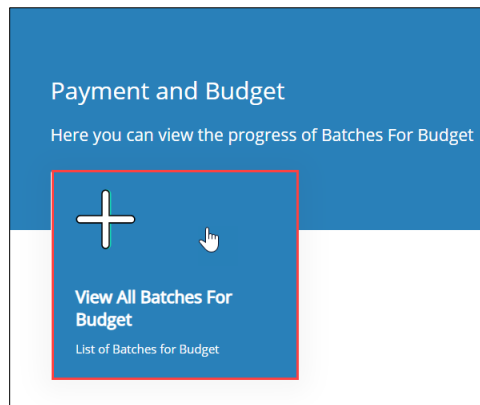 Payment and Budget
Here you can view the progress of Batches For Budget
View All Batches For
Budget
List of Batches for Budget